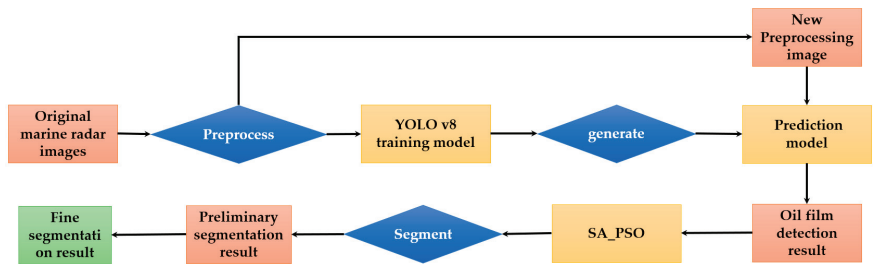 New
Preprocessing
image
Original
marine radar
images
Preprocess
YOLO v8
training model
generate
Prediction
model
Fine
segmentati
on result
Preliminary
segmentation
result
Segment
SA_PSO
Oil film
detection
result